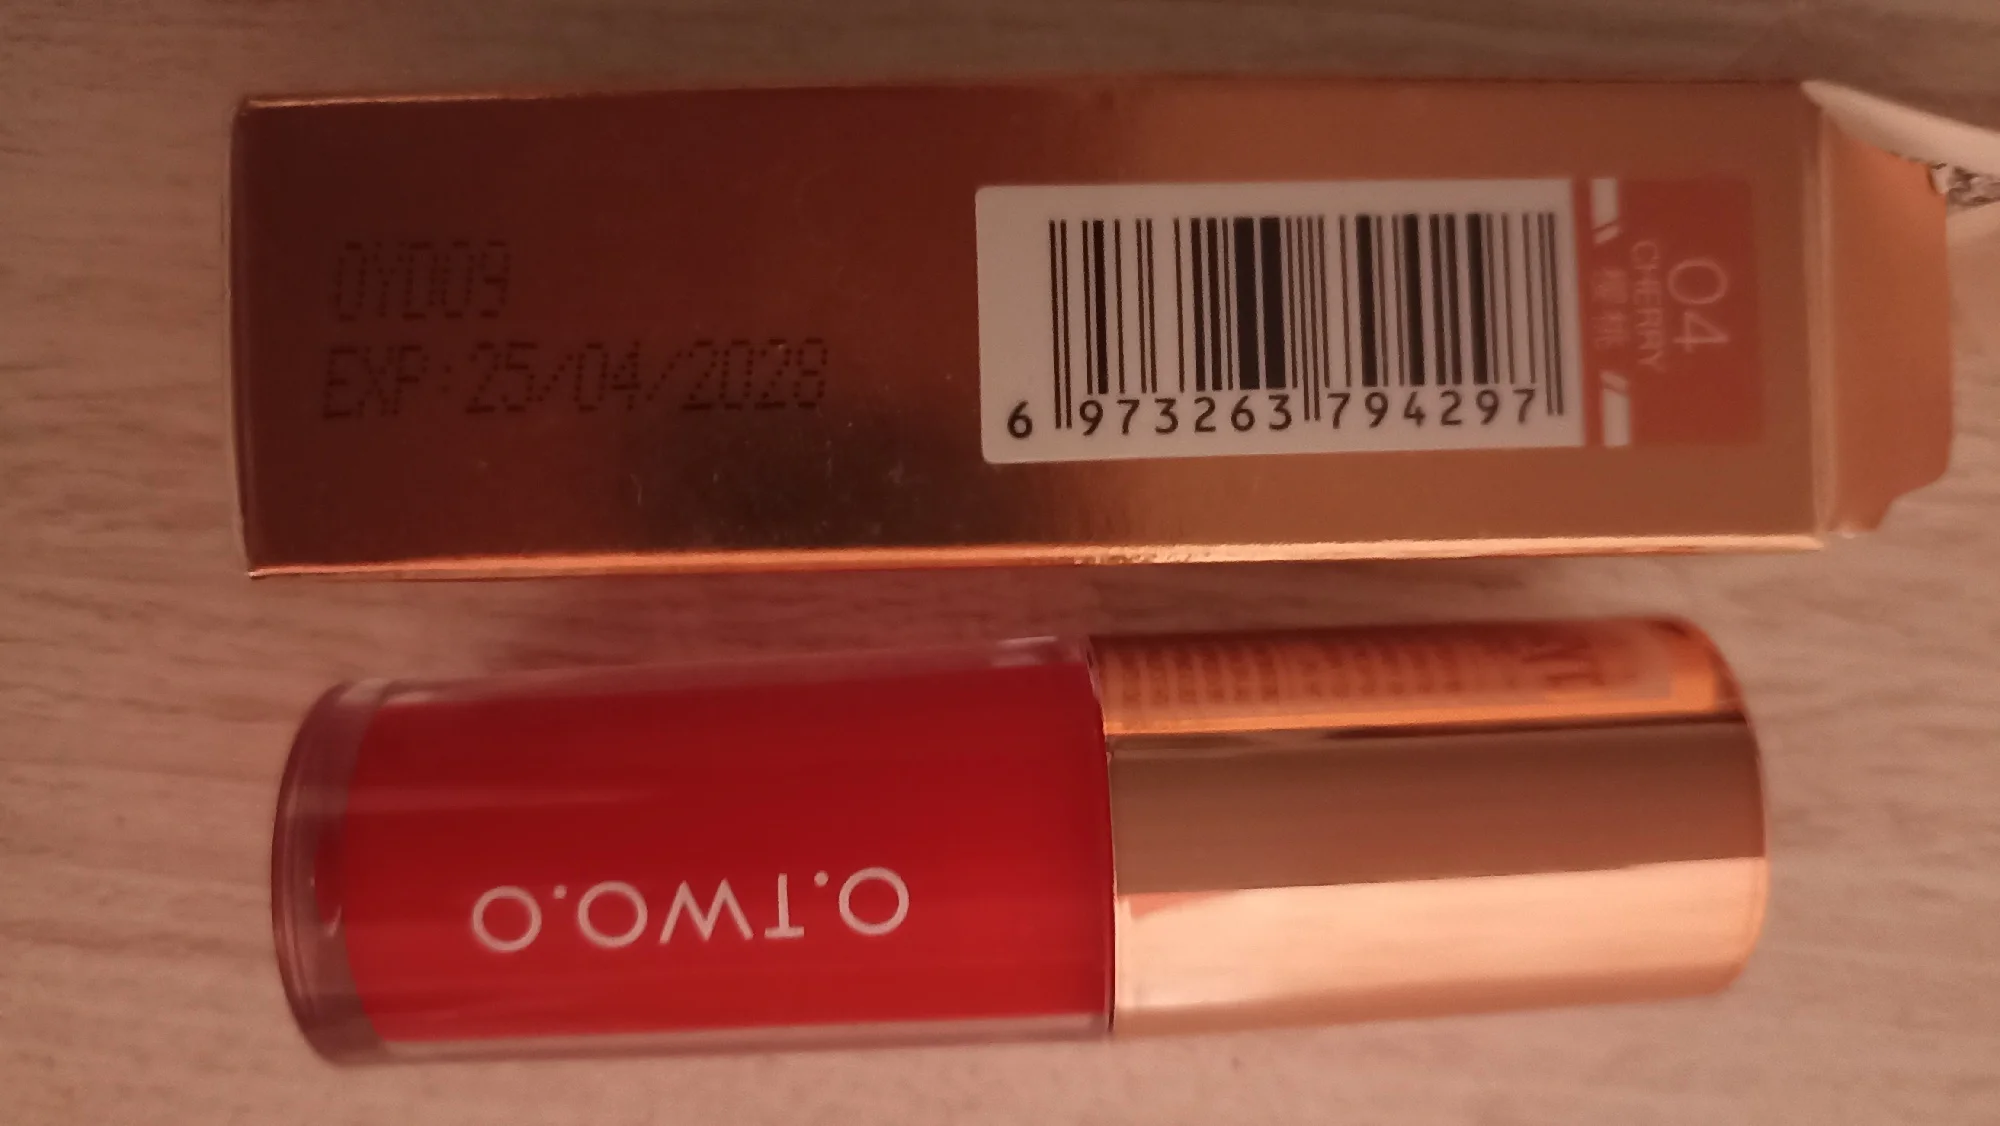 0YD09
EXP:25/04/2028
6 973263 794297
04
CHERRY
樱桃
O.TWO.O